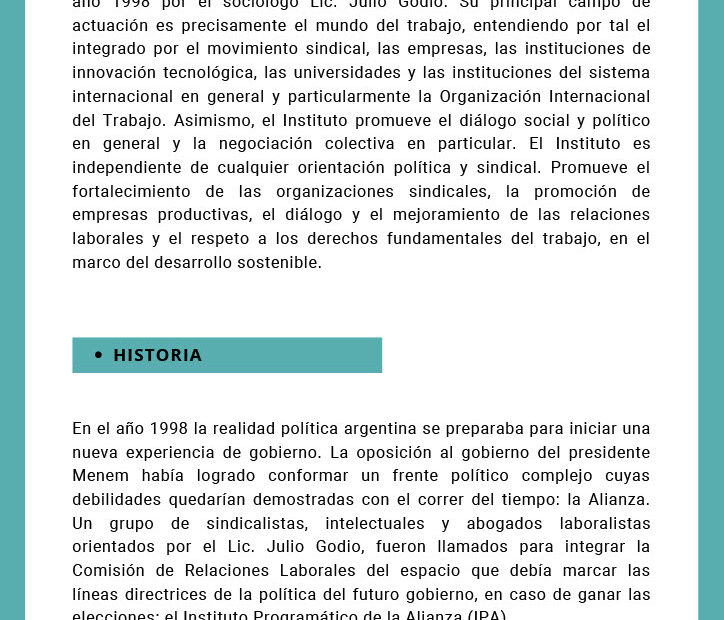 año 1998 por el sociólogo Lic. Julio Godio. Su principal campo de
actuación es precisamente el mundo del trabajo, entendiendo por tal el
integrado por el movimiento sindical, las empresas, las instituciones de
innovación tecnológica, las universidades y las instituciones del sistema
internacional en general y particularmente la Organización Internacional
del Trabajo. Asimismo, el Instituto promueve el diálogo social y político
en general y la negociación colectiva en particular. El Instituto es
independiente de cualquier orientación política y sindical. Promueve el
fortalecimiento de las organizaciones sindicales, la promoción de
empresas productivas, el diálogo y el mejoramiento de las relaciones
laborales y el respeto a los derechos fundamentales del trabajo, en el
marco del desarrollo sostenible.
• HISTORIA
En el año 1998 la realidad política argentina se preparaba para iniciar una
nueva experiencia de gobierno. La oposición al gobierno del presidente
Menem había logrado conformar un frente político complejo cuyas
debilidades quedarían demostradas con el correr del tiempo: la Alianza.
Un grupo de sindicalistas, intelectuales y abogados laboralistas
orientados por el Lic. Julio Godio, fueron llamados para integrar la
Comisión de Relaciones Laborales del espacio que debía marcar las
líneas directrices de la política del futuro gobierno, en caso de ganar las
elecciones: el Instituto Programático de la Alianza (IPA).